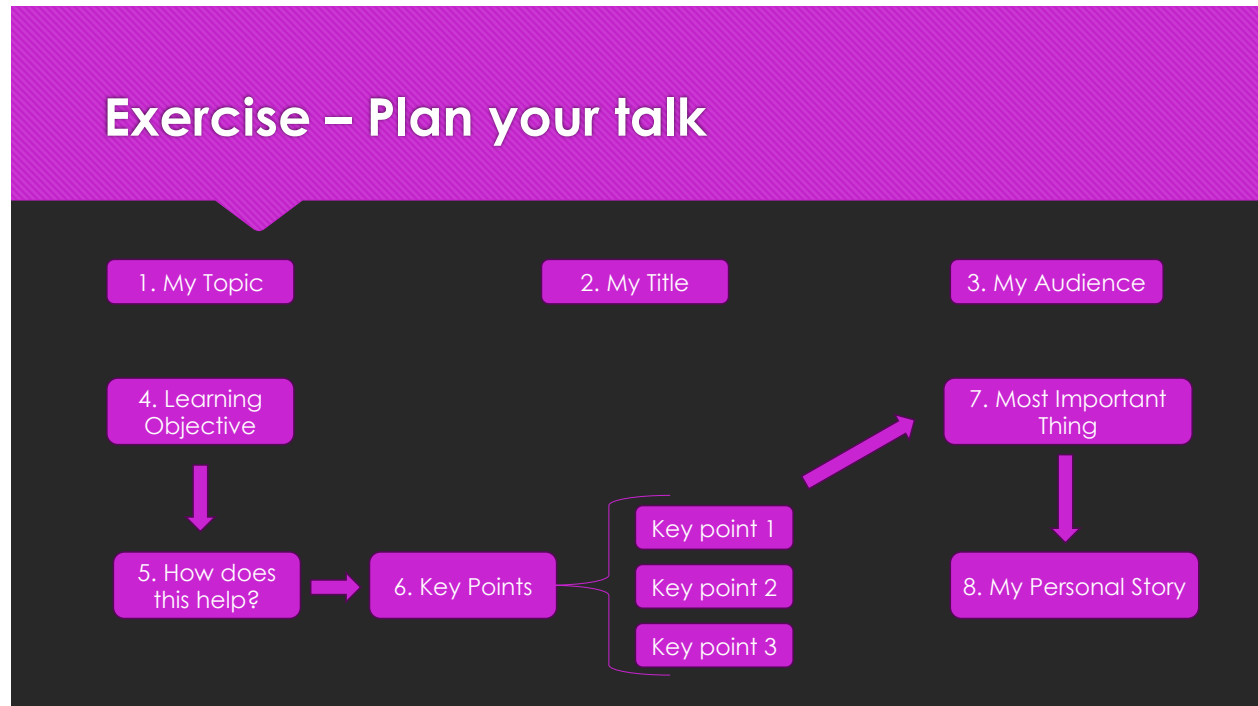 Exercise – Plan your talk
1. My Topic
2. My Title
3. My Audience
4. Learning
Objective
5. How does
this help?
6. Key Points
Key point 1
Key point 2
Key point 3
7. Most Important
Thing
8. My Personal Story